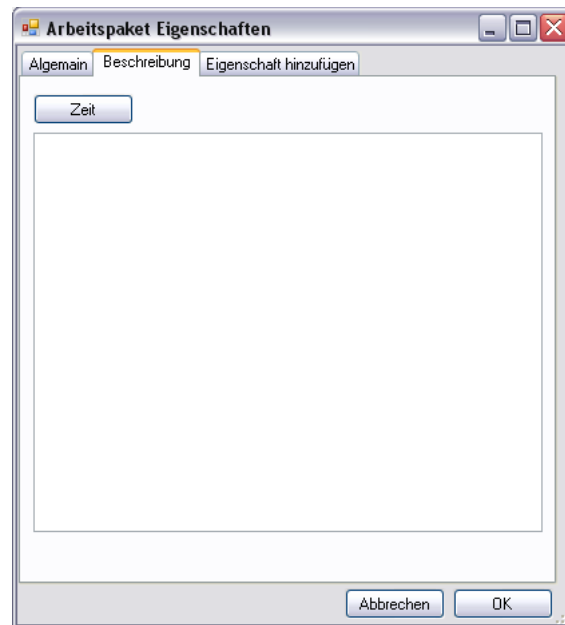 Arbeitspaket Eigenschaften
Algemain Beschreibung Eigenschaft hinzufügen
Zeit
Abbrechen OK